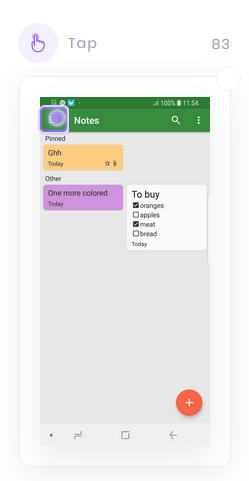 Tap
83
100% 11:54
Notes
Pinned
Ghh
Today
Other
One more colored
Today
To buy
oranges
apples
meat
bread
Today